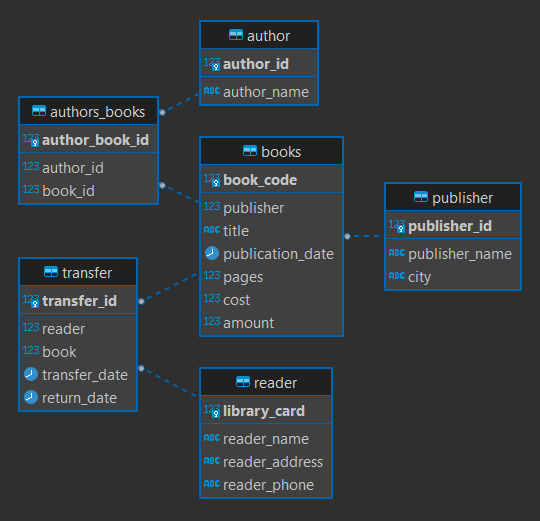 author
123 author_id
ABC author_name
authors_books
123 author_book_id
123 author_id
123 book_id
books
123 book_code
123 publisher
ABC title
publication_date
123 pages
123 cost
123 amount
publisher
123 publisher_id
ABC publisher_name
ABC city
transfer
123 transfer_id
123 reader
123 book
transfer_date
return_date
reader
123 library_card
ABC reader_name
ABC reader_address
ABC reader_phone